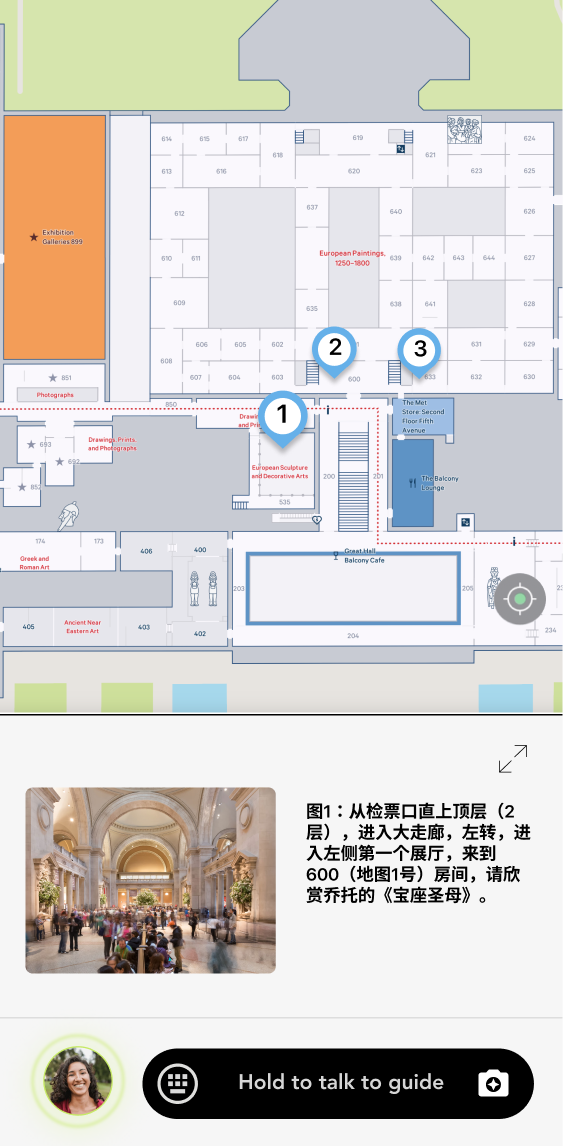 614
615
617
618
619
621
624
613
616
620
623
625
612
637
640
626
European Paintings,
1250–1800
610
611
639
642
643
644
627
Exhibition
Galleries 899
609
635
638
641
628
606
605
602
631
629
2
3
608
607
604
603
600
633
632
630
851
Photographs
850
1
The Met
Store: Second
Floor Fifth
Avenue
693
692
Drawings, Prints
and Photographs
European Sculpture
and Decorative Arts
535
200
201
The Balcony
Lounge
174
173
406
400
Greek and
Roman Art
Great Hall
Balcony Cafe
203
205
405
Ancient Near
Eastern Art
403
402
204
234
图1：从检票口直上顶层（2
层），进入大走廊，左转，进
入左侧第一个展厅，来到
600（地图1号）房间，请欣
赏乔托的《宝座圣母》。
Hold to talk to guide